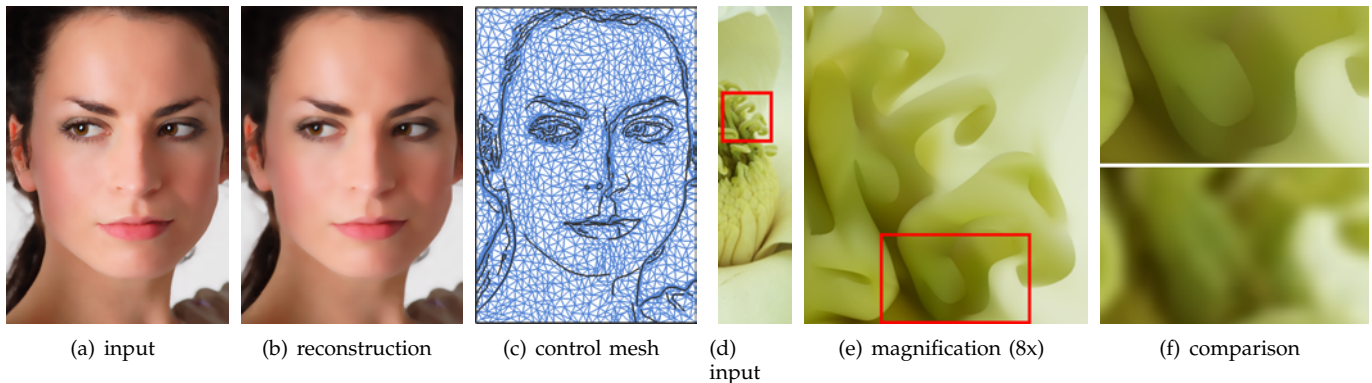 (a) input
(b) reconstruction
(c) control mesh
(d)
input
(e) magnification (8x)
(f) comparison